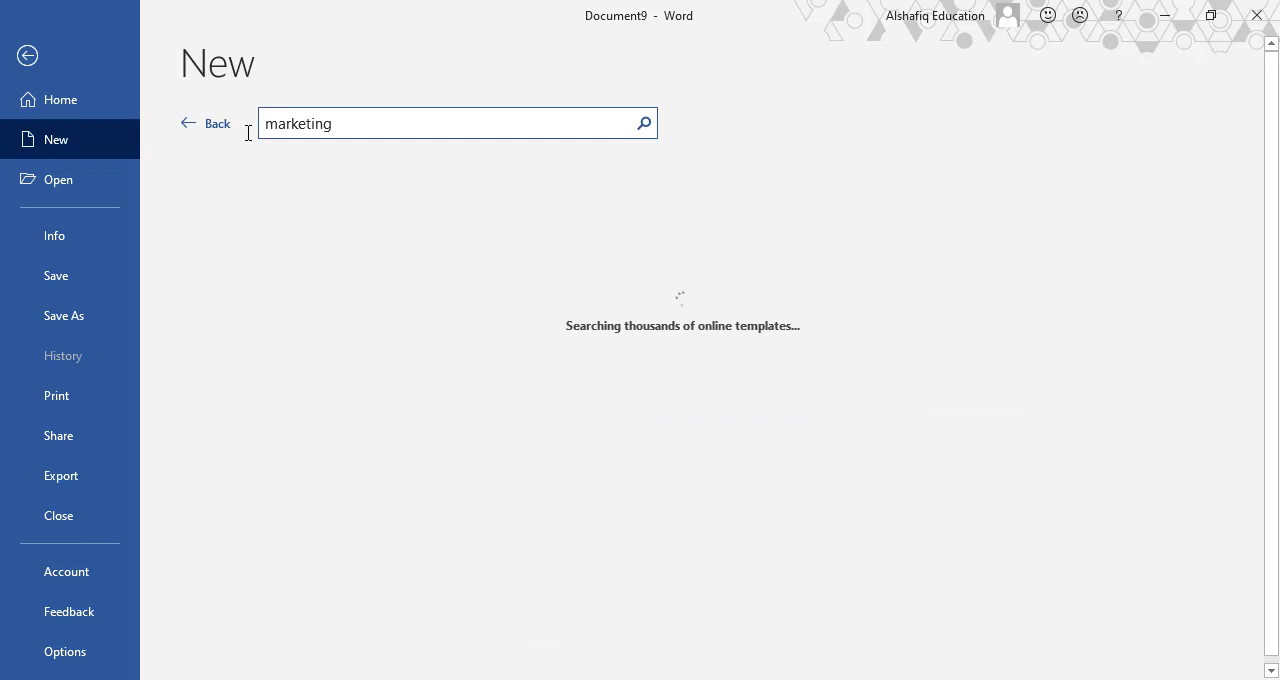 Document9 - Word
Alshafiq Education
?
New
Back
marketing
Home
New
Open
Info
Save
Save As
History
Print
Share
Export
Close
Account
Feedback
Options
Searching thousands of online templates...